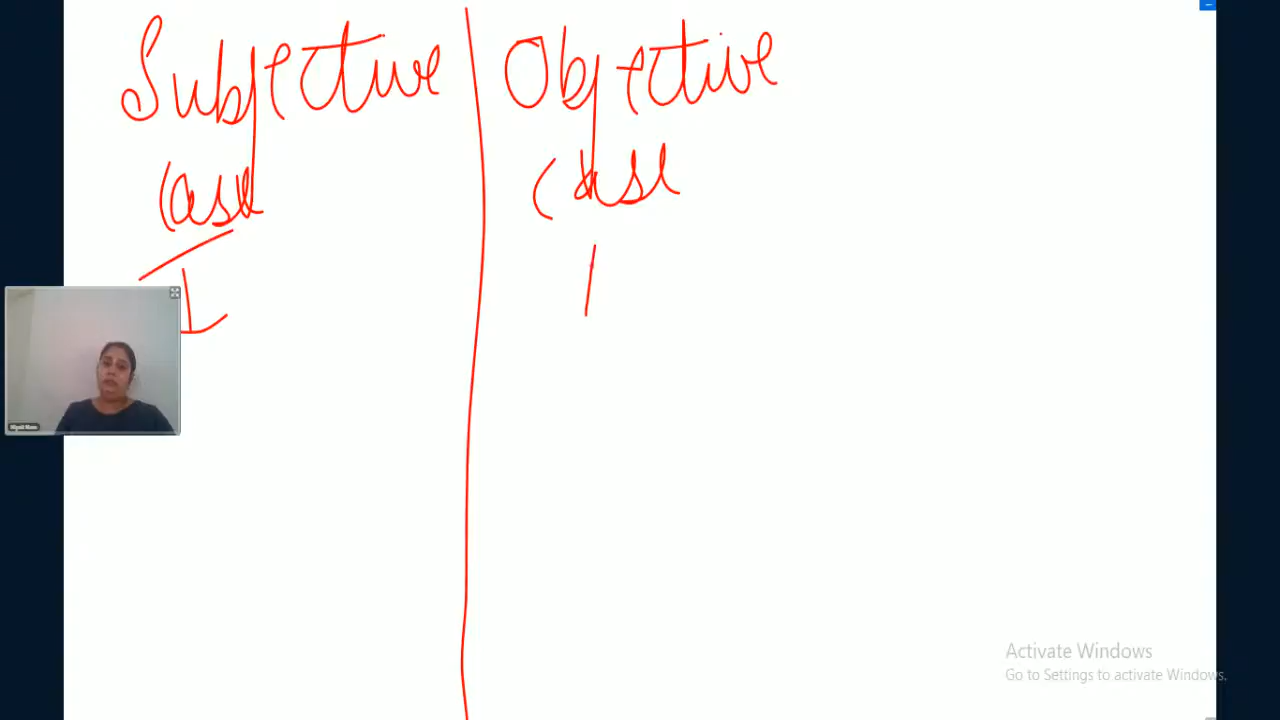 Subjective Objective
Case Case
I
Activate Windows
Go to Settings to activate Windows.